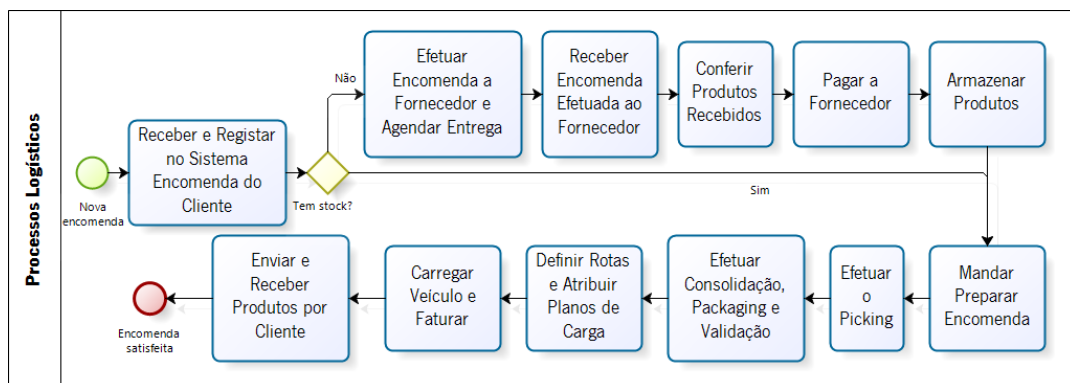 Processos Logísticos
Nova
encomenda
Receber e Registar
no Sistema
Encomenda do
Cliente
Tem stock?
Não
Efetuar
Encomenda a
Fornecedor e
Agendar Entrega
Receber
Encomenda
Efetuada ao
Fornecedor
Conferir
Produtos
Recebidos
Pagar a
Fornecedor
Armazenar
Produtos
Sim
Mandar
Preparar
Encomenda
Efetuar
o
Picking
Efetuar
Consolidação,
Packaging e
Validação
Definir Rotas
e Atribuir
Planos de
Carga
Carregar
Veículo e
Faturar
Enviar e
Receber
Produtos por
Cliente
Encomenda
satisfeita